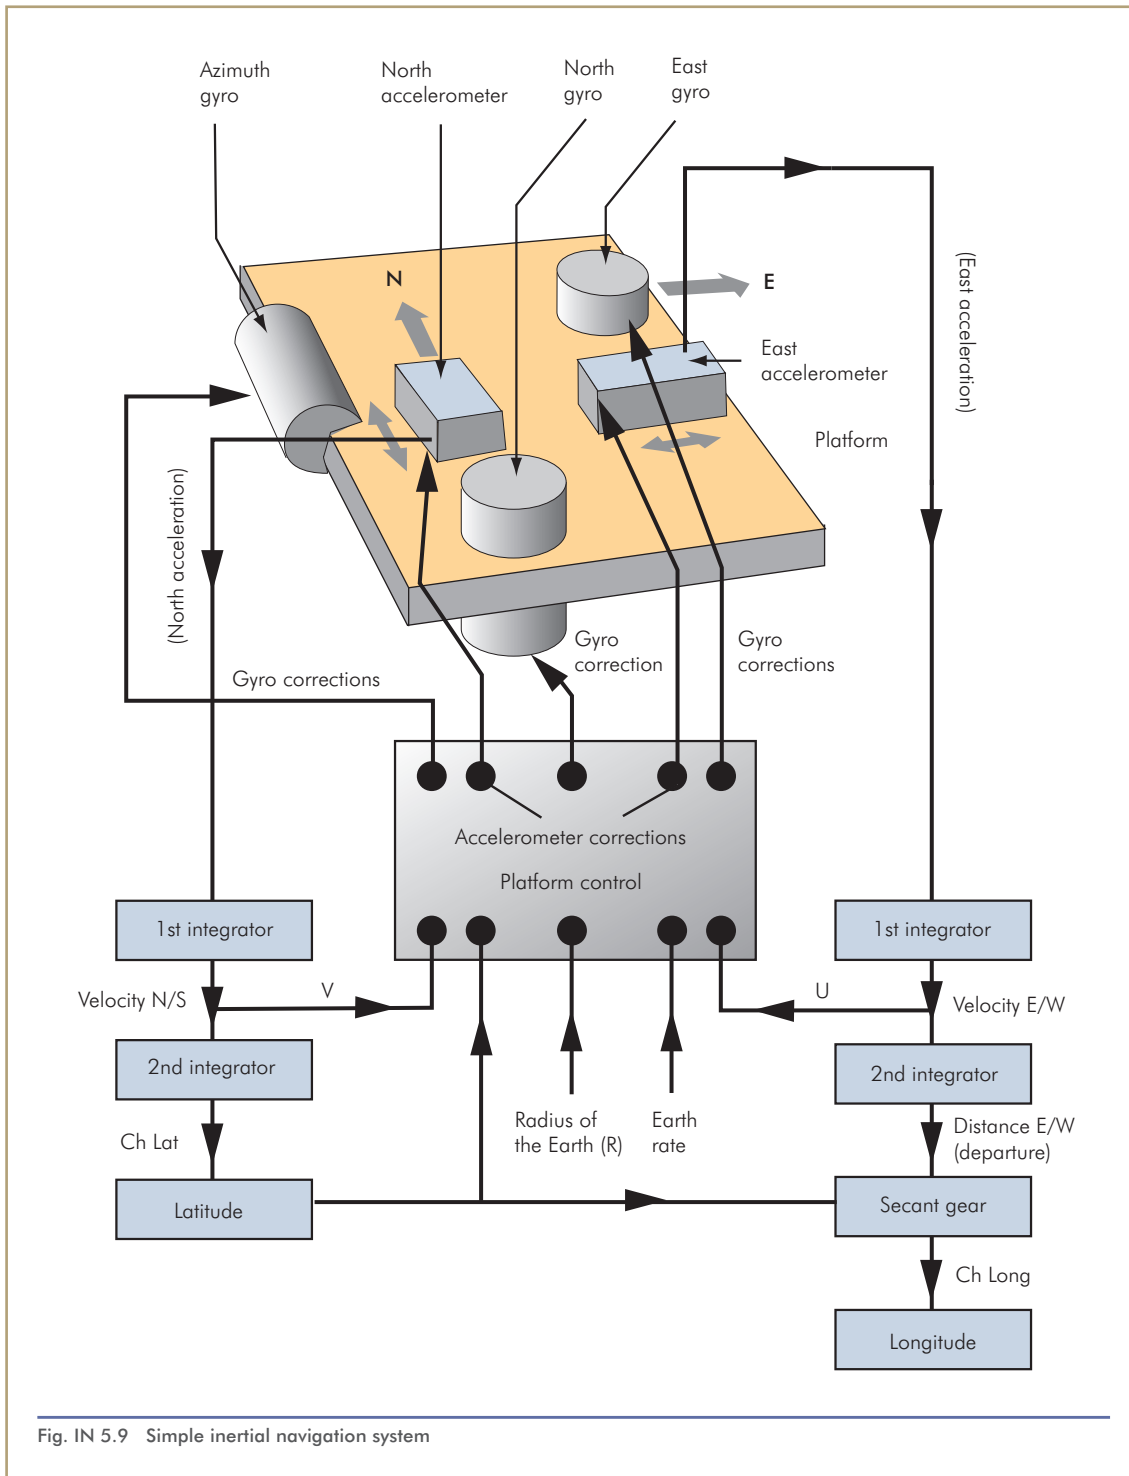 Azimuth
gyro
North
accelerometer
North
gyro
East
gyro
N
E
East
accelerometer
Platform
(East acceleration)
(North acceleration)
Gyro corrections
Gyro
correction
Gyro
corrections
Accelerometer corrections
Platform control
1st integrator
1st integrator
Velocity N/S
V
U
Velocity E/W
2nd integrator
2nd integrator
Ch Lat
Radius of
the Earth (R)
Earth
rate
Distance E/W
(departure)
Latitude
Secant gear
Ch Long
Longitude
Fig. IN 5.9 Simple inertial navigation system